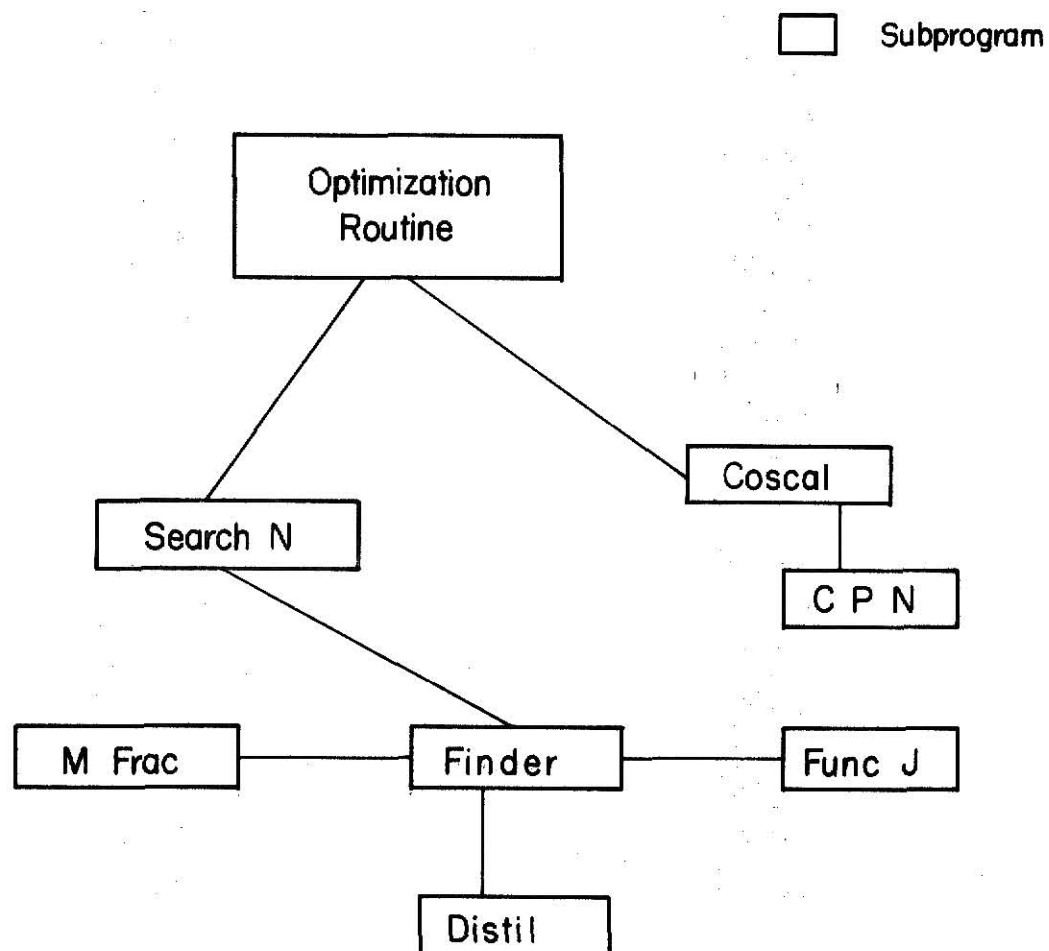 Subprogram
Optimization
Routine
Coscal
Search N
C P N
M Frac
Finder
Func J
Distil